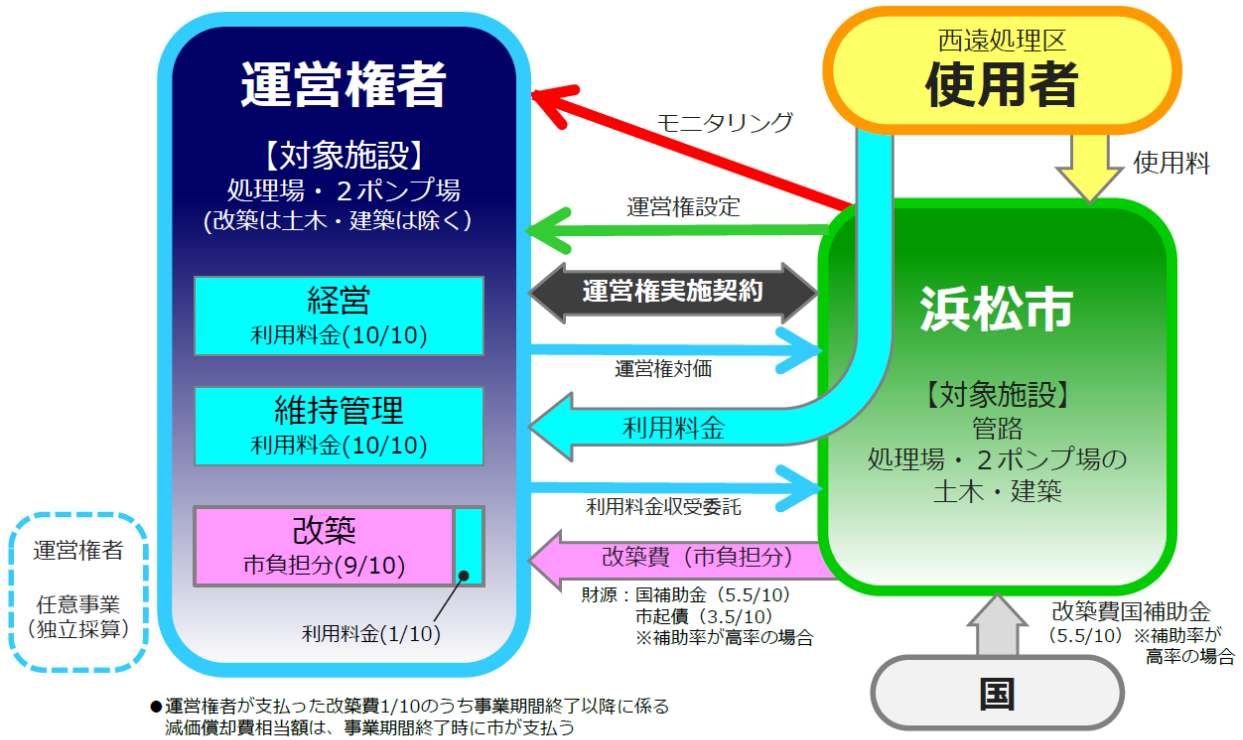 運営権者
【対象施設】
処理場・２ポンプ場
(改築は土木・建築は除く）
経営
利用料金(10/10)
維持管理
利用料金(10/10)
改築
市負担分(9/10)
利用料金(1/10)
運営権者
任意事業
（独立採算）
モニタリング
運営権設定
運営権実施契約
運営権対価
利用料金
利用料金収受委託
改築費（市負担分）
財源：国補助金（5.5/10）
市起債（3.5/10）
※補助率が高率の場合
西遠処理区
使用者
使用料
浜松市
【対象施設】
管路
処理場・２ポンプ場の
土木・建築
改築費国補助金
（5.5/10）※補助率が
高率の場合
国
●運営権者が支払った改築費1/10のうち事業期間終了以降に係る
減価償却費相当額は、事業期間終了時に市が支払う